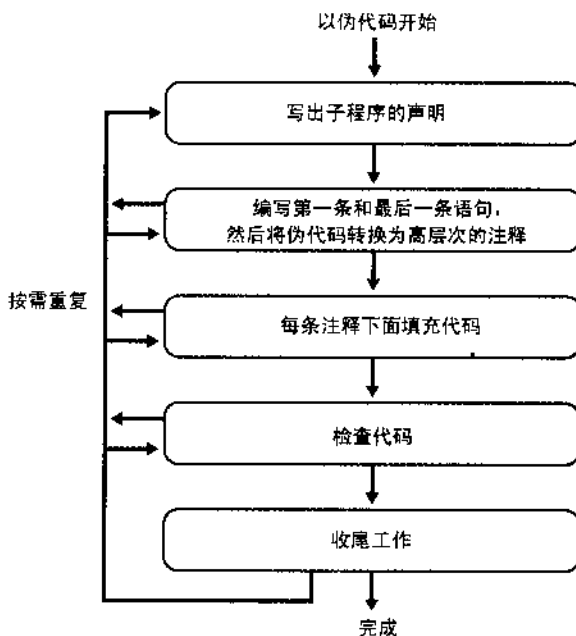 以伪代码开始
写出子程序的声明
编写第一条和最后一条语句，
然后将伪代码转换为高层次的注释
按需重复
每条注释下面填充代码
检查代码
收尾工作
完成